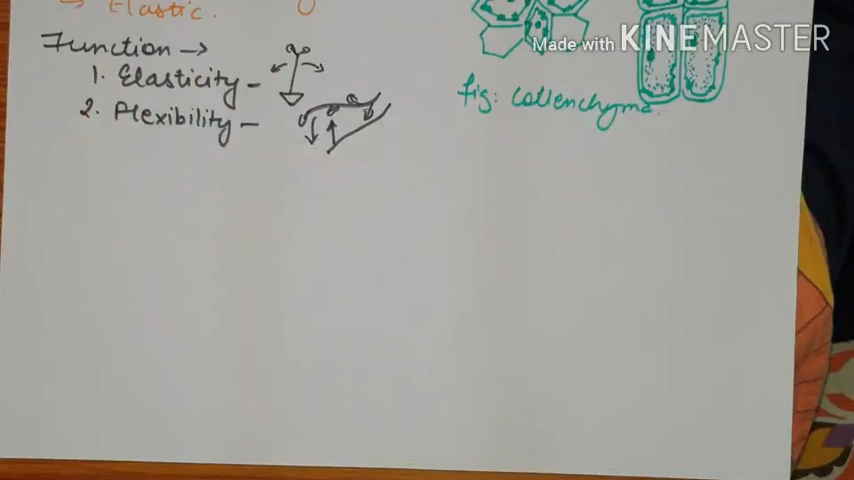 → Elastic.
Function →
1. Elasticity -
2. Flexibility -
fig: Collenchyma.
Made with KINEMASTER